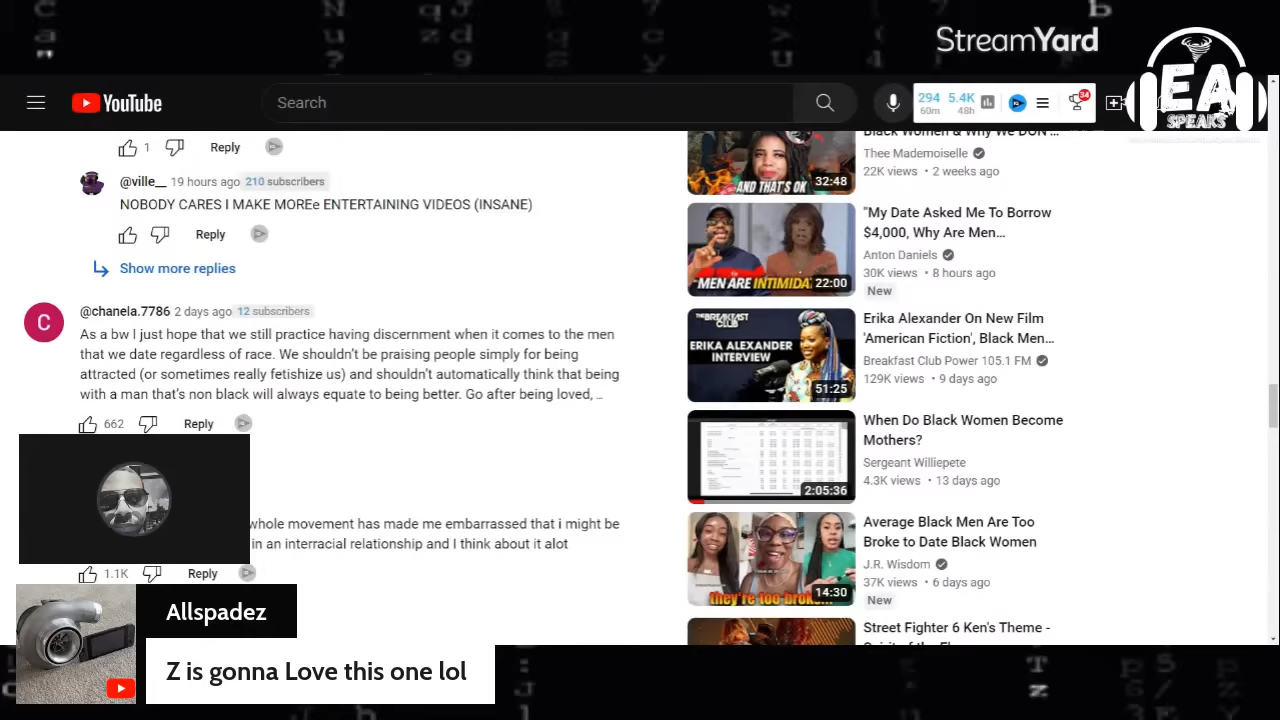 StreamYard
EA
SPEAKS
YouTube
Search
294 5.4K
60m 48h
34
1
Reply
@ville__ 19 hours ago 210 subscribers
NOBODY CARES I MAKE MOREe ENTERTAINING VIDEOS (INSANE)
Reply
Show more replies
C
@chanela.7786 2 days ago 12 subscribers
As a bw I just hope that we still practice having discernment when it comes to the men
that we date regardless of race. We shouldn't be praising people simply for being
attracted (or sometimes really fetishize us) and shouldn't automatically think that being
with a man that's non black will always equate to being better. Go after being loved, ..
662
Reply
whole movement has made me embarrassed that i might be
in an interracial relationship and I think about it alot
1.1K
Reply
Allspadez
Z is gonna Love this one lol
Black Women & Why We DON'...
Thee Mademoiselle
22K views • 2 weeks ago
AND THAT'S OK
32:48
"My Date Asked Me To Borrow
$4,000, Why Are Men...
Anton Daniels
30K views • 8 hours ago
New
MEN ARE INTIMIDA
22:00
Erika Alexander On New Film
'American Fiction', Black Men...
Breakfast Club Power 105.1 FM
129K views • 9 days ago
THE BREAKFAST
CLUB
ERIKA ALEXANDER
INTERVIEW
51:25
When Do Black Women Become
Mothers?
Sergeant Williepete
4.3K views • 13 days ago
2:05:36
Average Black Men Are Too
Broke to Date Black Women
J.R. Wisdom
37K views • 6 days ago
New
they're too broke
14:30
Street Fighter 6 Ken's Theme -